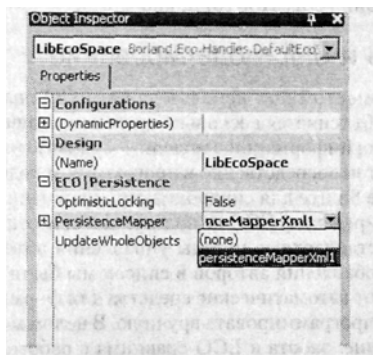 Object Inspector
LibEcoSpace Borland.Eco.Handles.DefaultEco
Properties
Configurations
(DynamicProperties)
Design
(Name) LibEcoSpace
ECO|Persistence
OptimisticLocking False
PersistenceMapper nceMapperXml1
UpdateWholeObjects (none)
persistenceMapperXml1